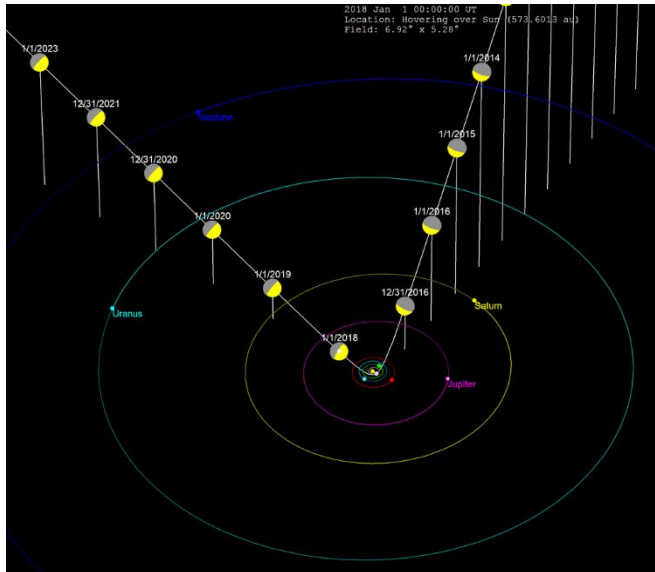 2018 Jan 1 00:00:00 UT
Location: Hovering over Sun (573.6013 au)
Field: 6.92° x 5.28°
1/1/2023
1/1/2014
12/31/2021
Neptune
1/1/2015
12/31/2020
1/1/2020
1/1/2016
1/1/2019
12/31/2016
Uranus
Saturn
1/1/2018
Jupiter